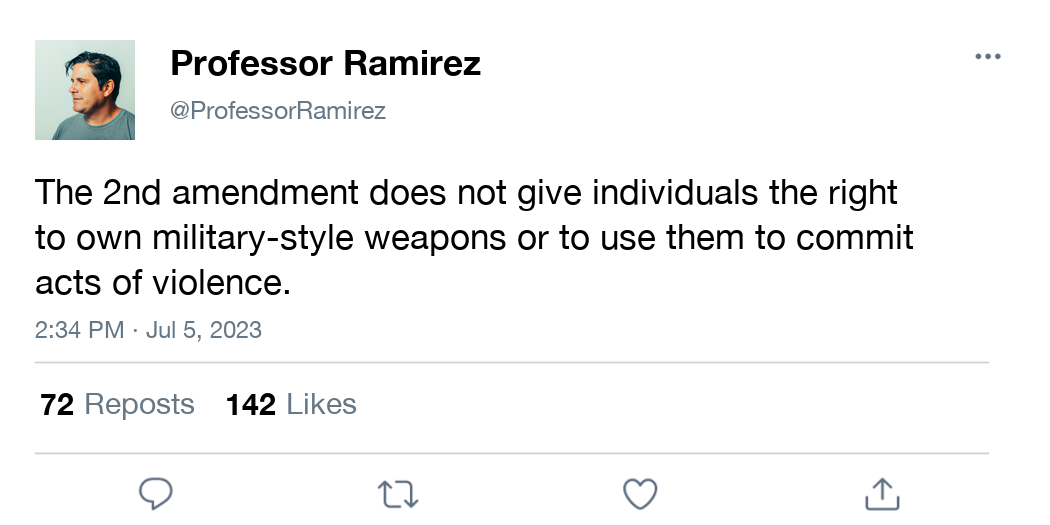 Professor Ramirez
@ProfessorRamirez
The 2nd amendment does not give individuals the right
to own military-style weapons or to use them to commit
acts of violence.
2:34 PM · Jul 5, 2023
72 Reposts 142 Likes